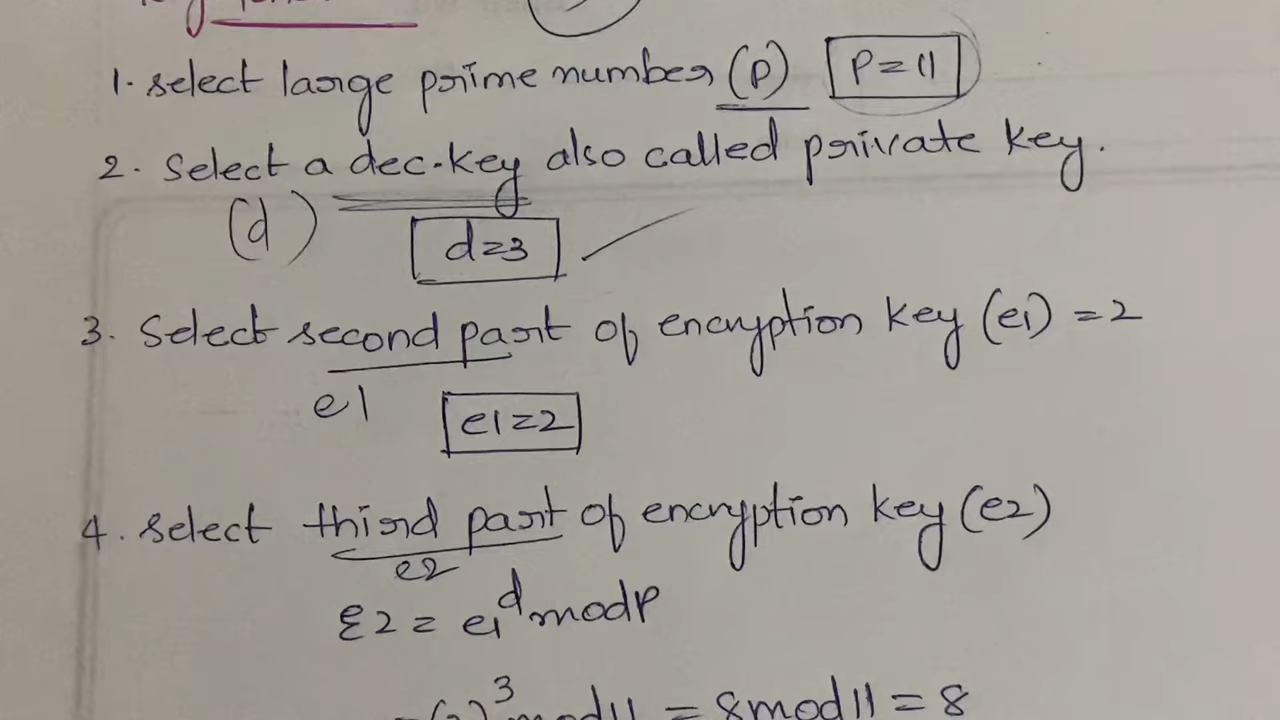 1. select large prime number (p) P = 11
2. Select a dec.key also called private key.
(d) d=3
3. Select second part of encryption key (e1) = 2
e1 e1=2
4. select third part of encryption key (e2)
e2
E2 = e1^d mod P
= (2)^3 mod 11 = 8 mod 11 = 8